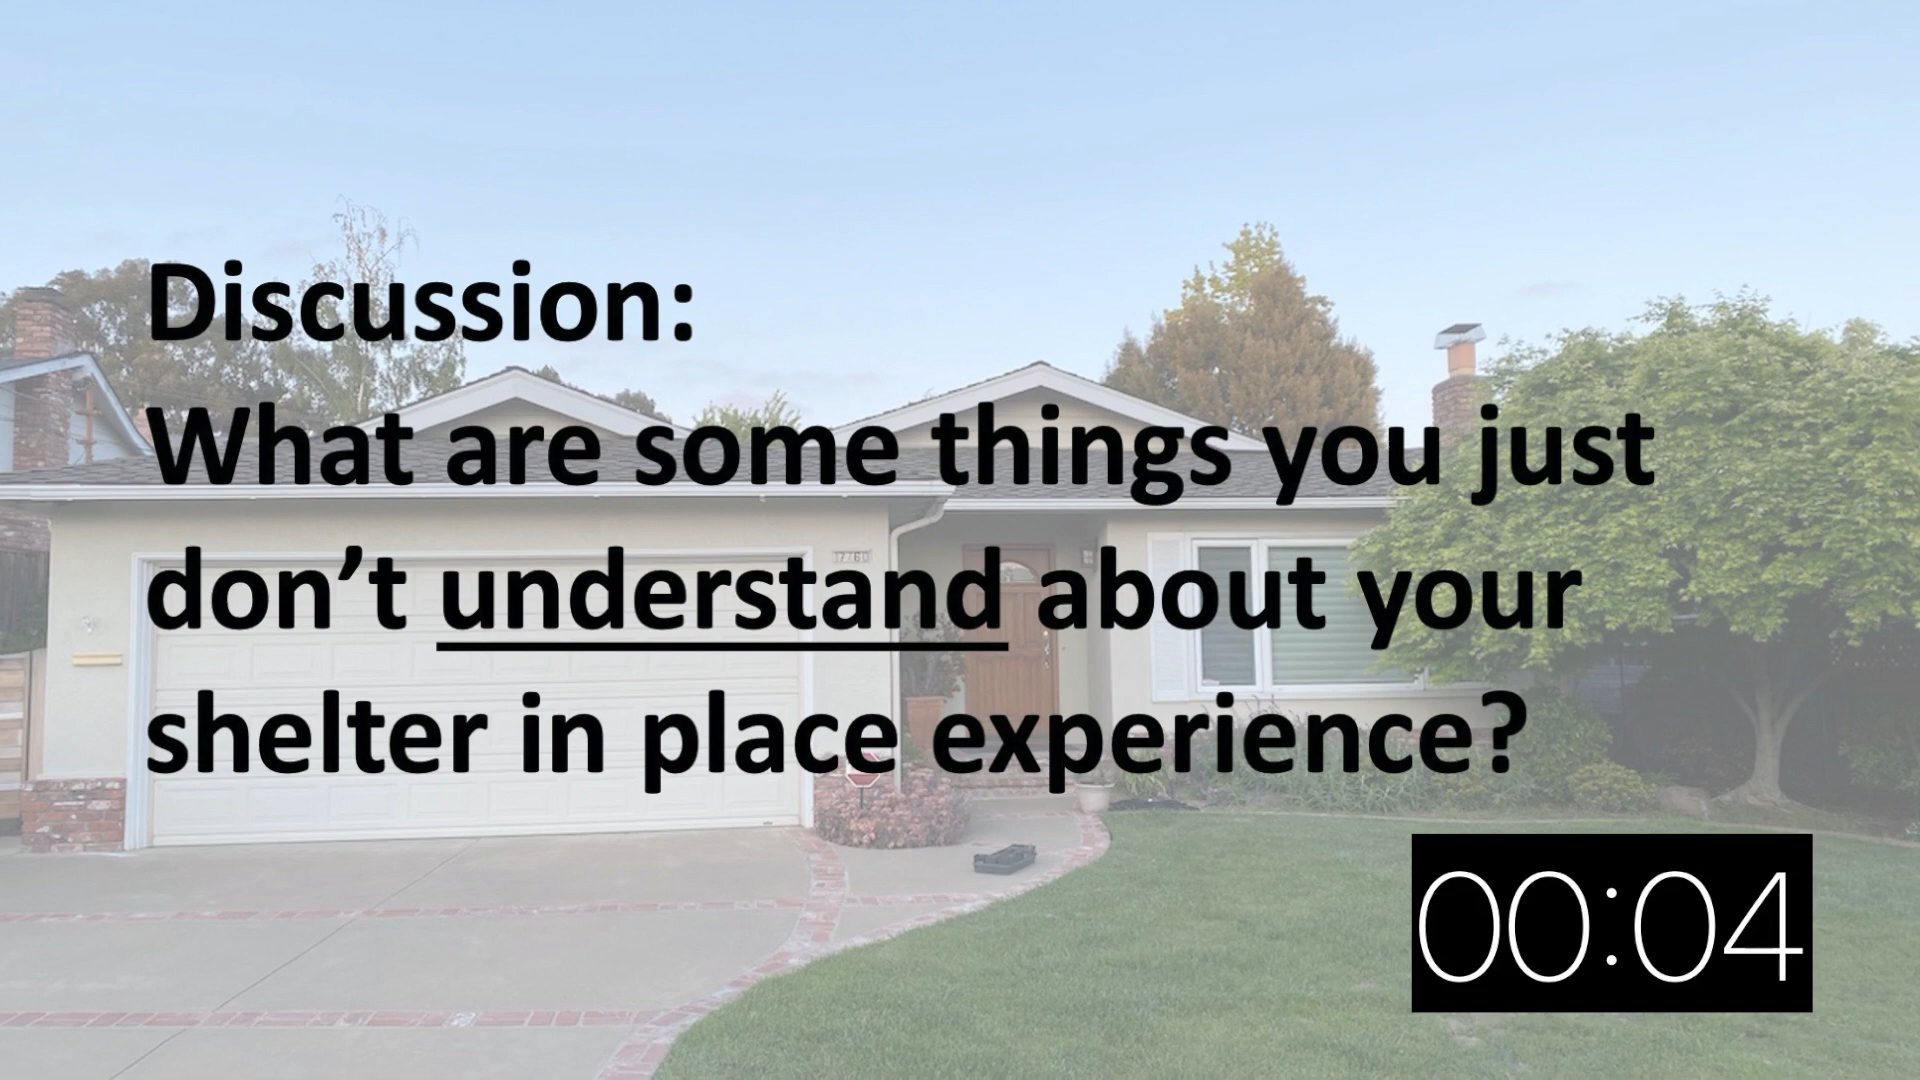 Discussion:
What are some things you just
don’t understand about your
shelter in place experience?
00:04